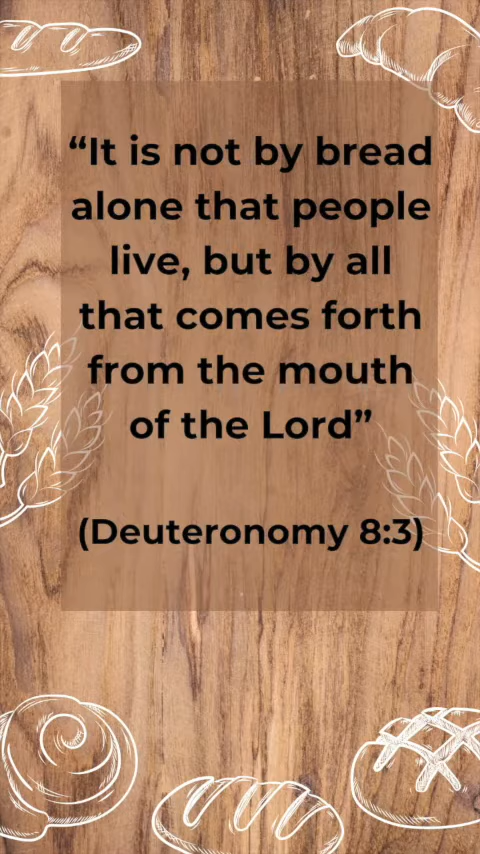 “It is not by bread
alone that people
live, but by all
that comes forth
from the mouth
of the Lord”
(Deuteronomy 8:3)